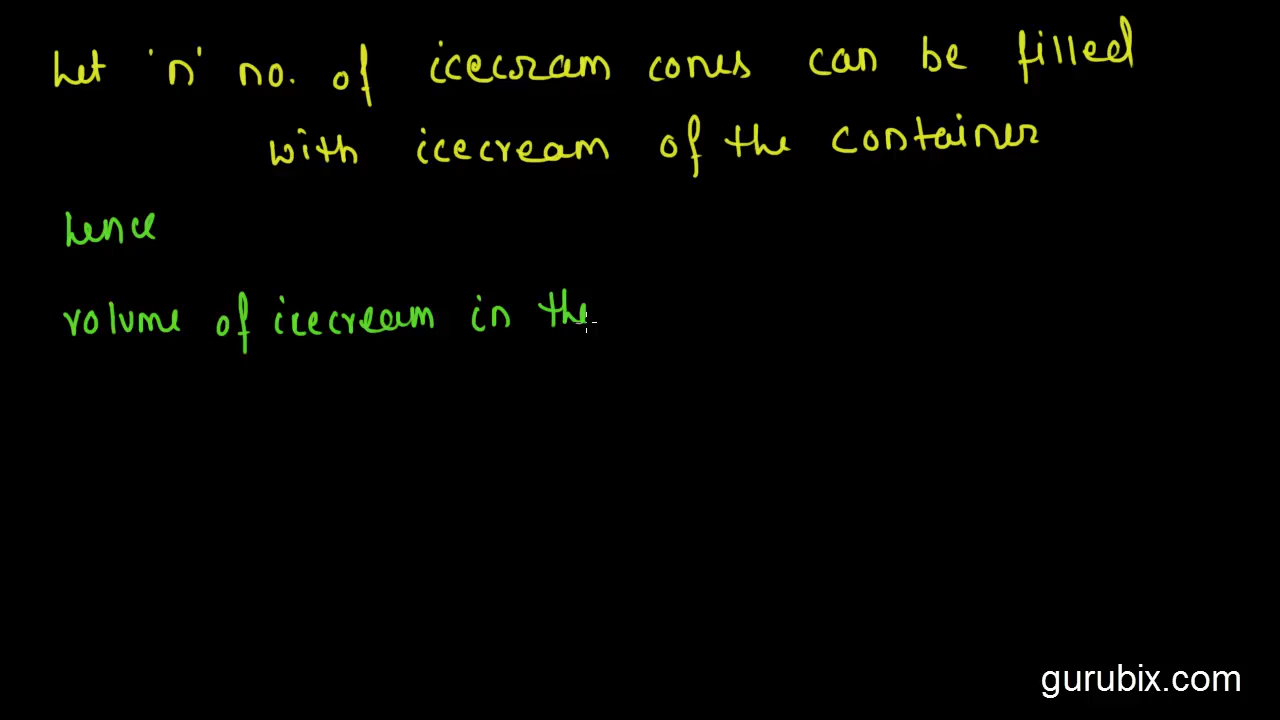 Let 'n' no. of icecram cones can be filled
with icecream of the container
hence
volume of icecream in the
gurubix.com